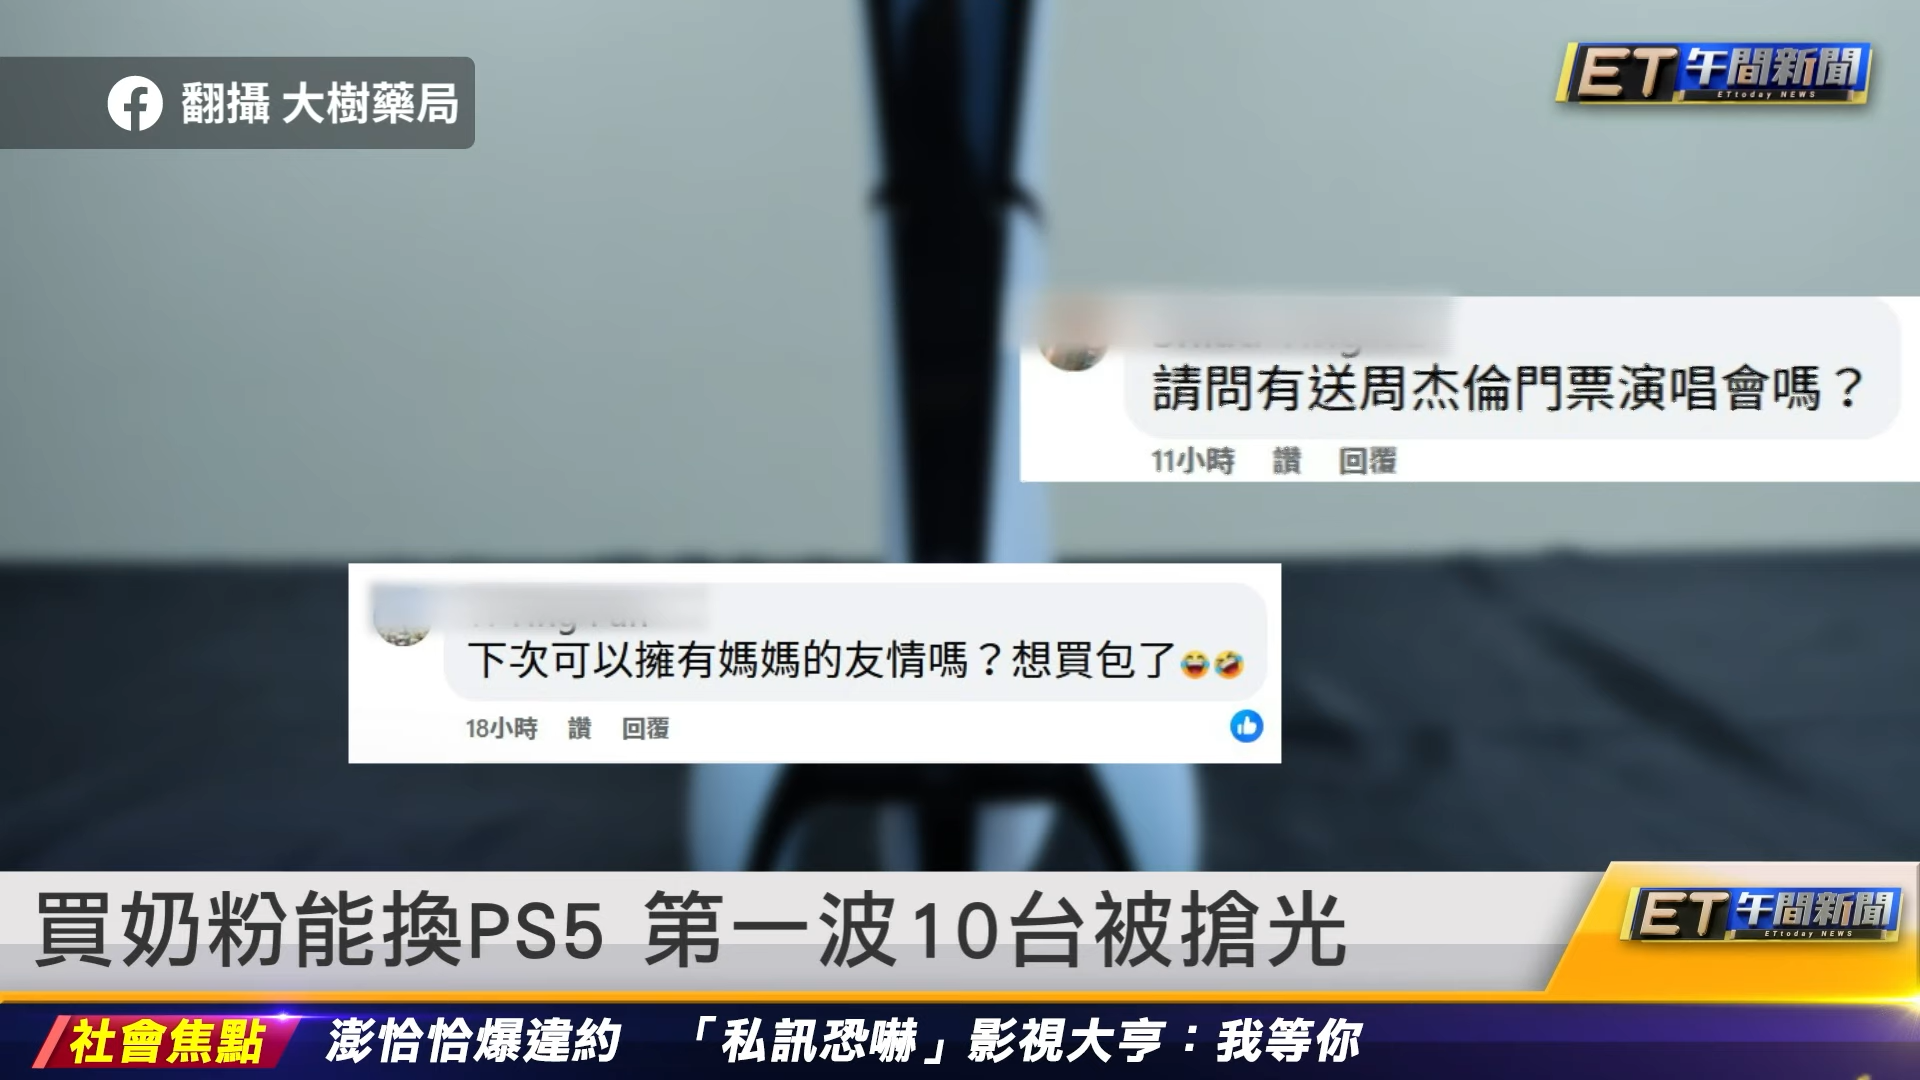 翻攝 大樹藥局
ET午間新聞
ETtoday NEWS
請問有送周杰倫門票演唱會嗎？
11小時 讚 回覆
下次可以擁有媽媽的友情嗎？想買包了😂🤣
18小時 讚 回覆
買奶粉能換PS5 第一波10台被搶光
ET午間新聞
ETtoday NEWS
社會焦點 澎恰恰爆違約 「私訊恐嚇」影視大亨：我等你